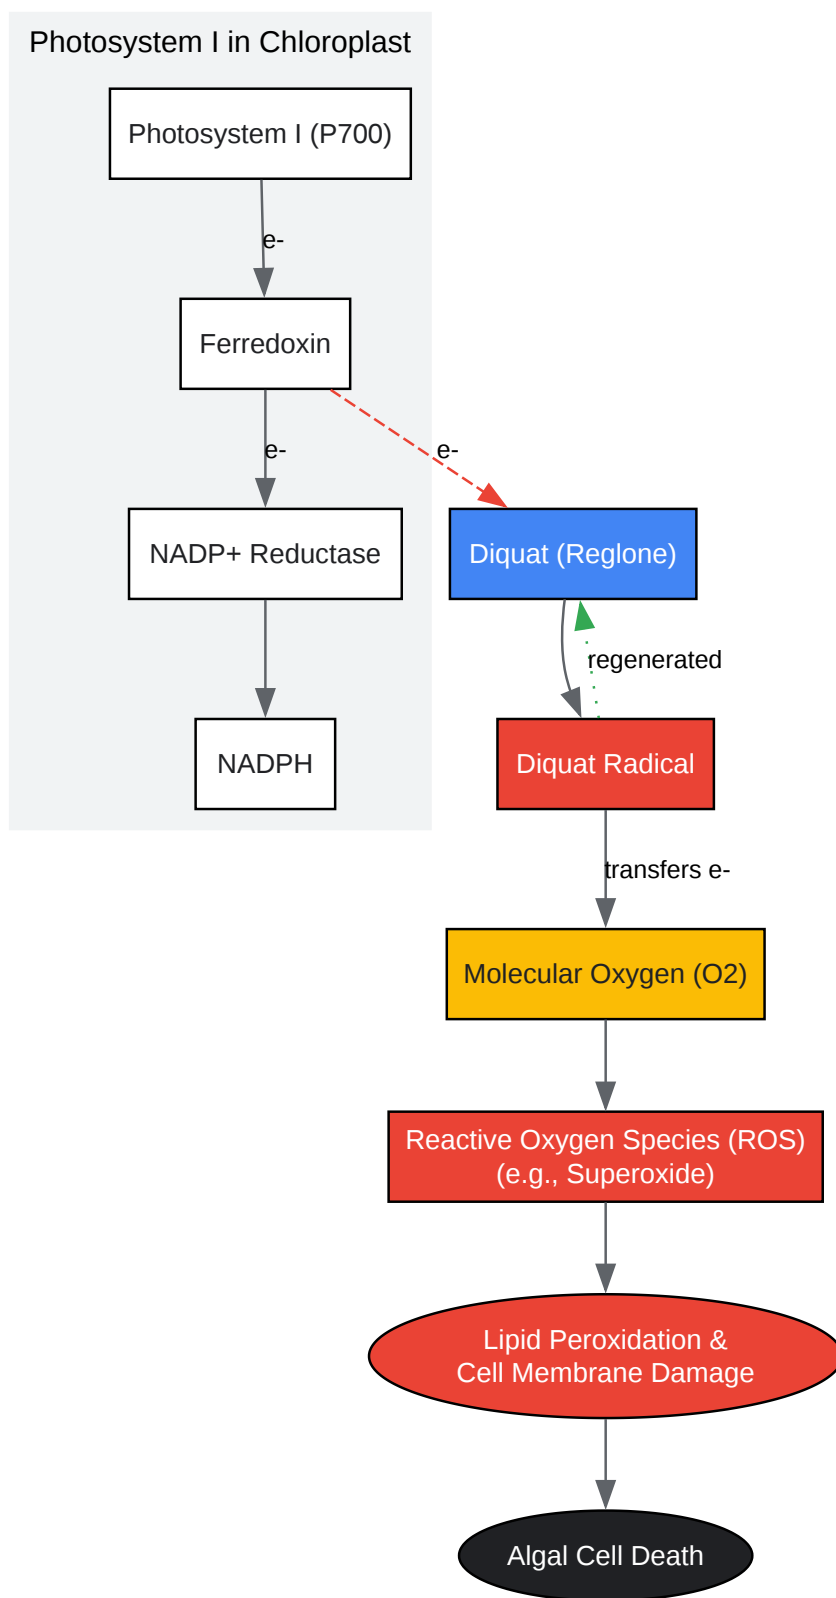 Photosystem I in Chloroplast
Photosystem I (P700)
e-
Ferredoxin
e-
e-
NADP+ Reductase
Diquat (Reglone)
regenerated
NADPH
Diquat Radical
transfers e-
Molecular Oxygen (O2)
Reactive Oxygen Species (ROS)
(e.g., Superoxide)
Lipid Peroxidation &
Cell Membrane Damage
Algal Cell Death